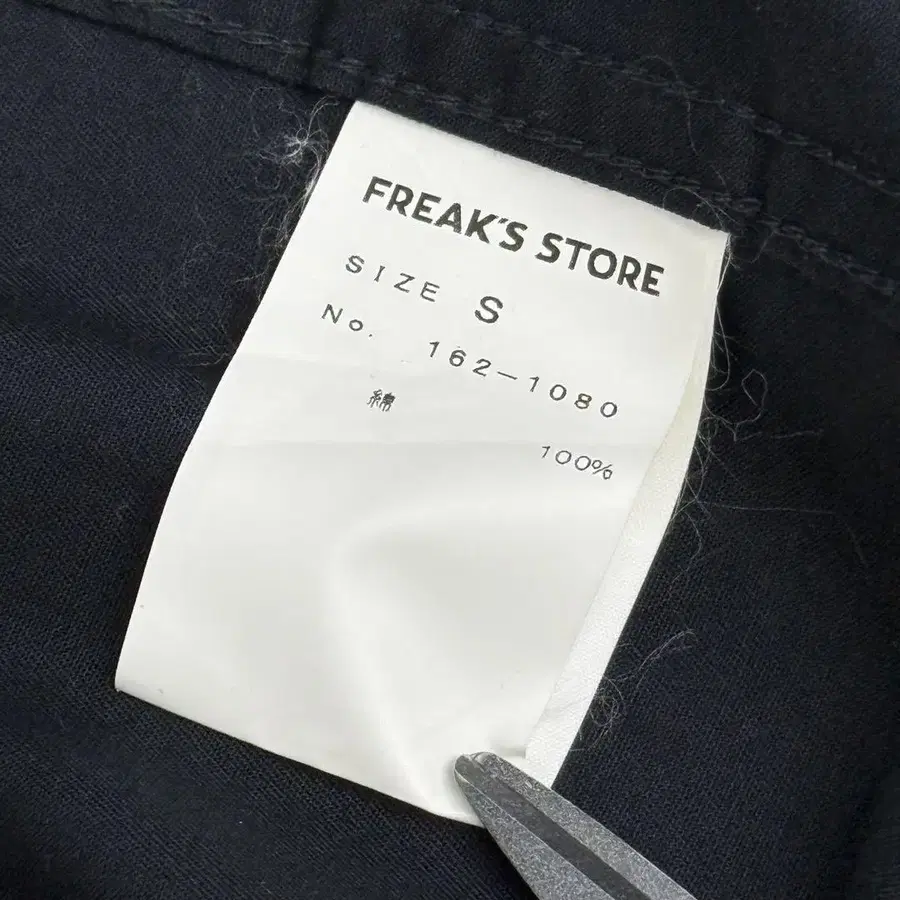 FREAK'S STORE
SIZE S
No. 162-1080
綿 100%